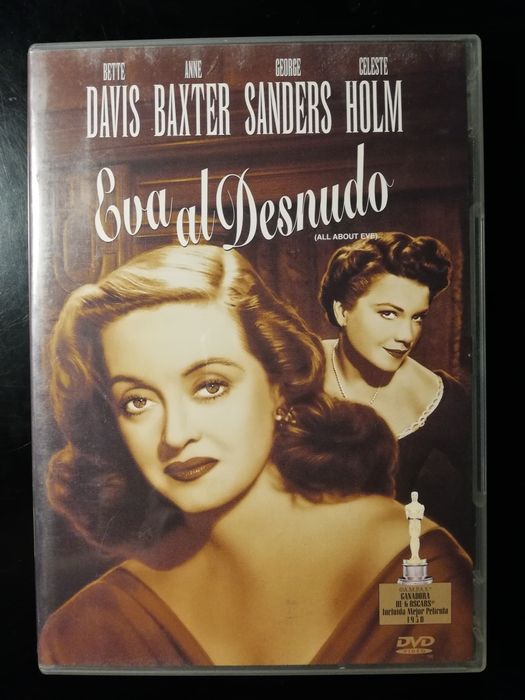 BETTE ANNE GEORGE CELESTE
DAVIS BAXTER SANDERS HOLM
Eva al Desnudo
(ALL ABOUT EVE)
GANADORA
DE 6 OSCARS®
Incluida Mejor Película
1950
DVD
VIDEO